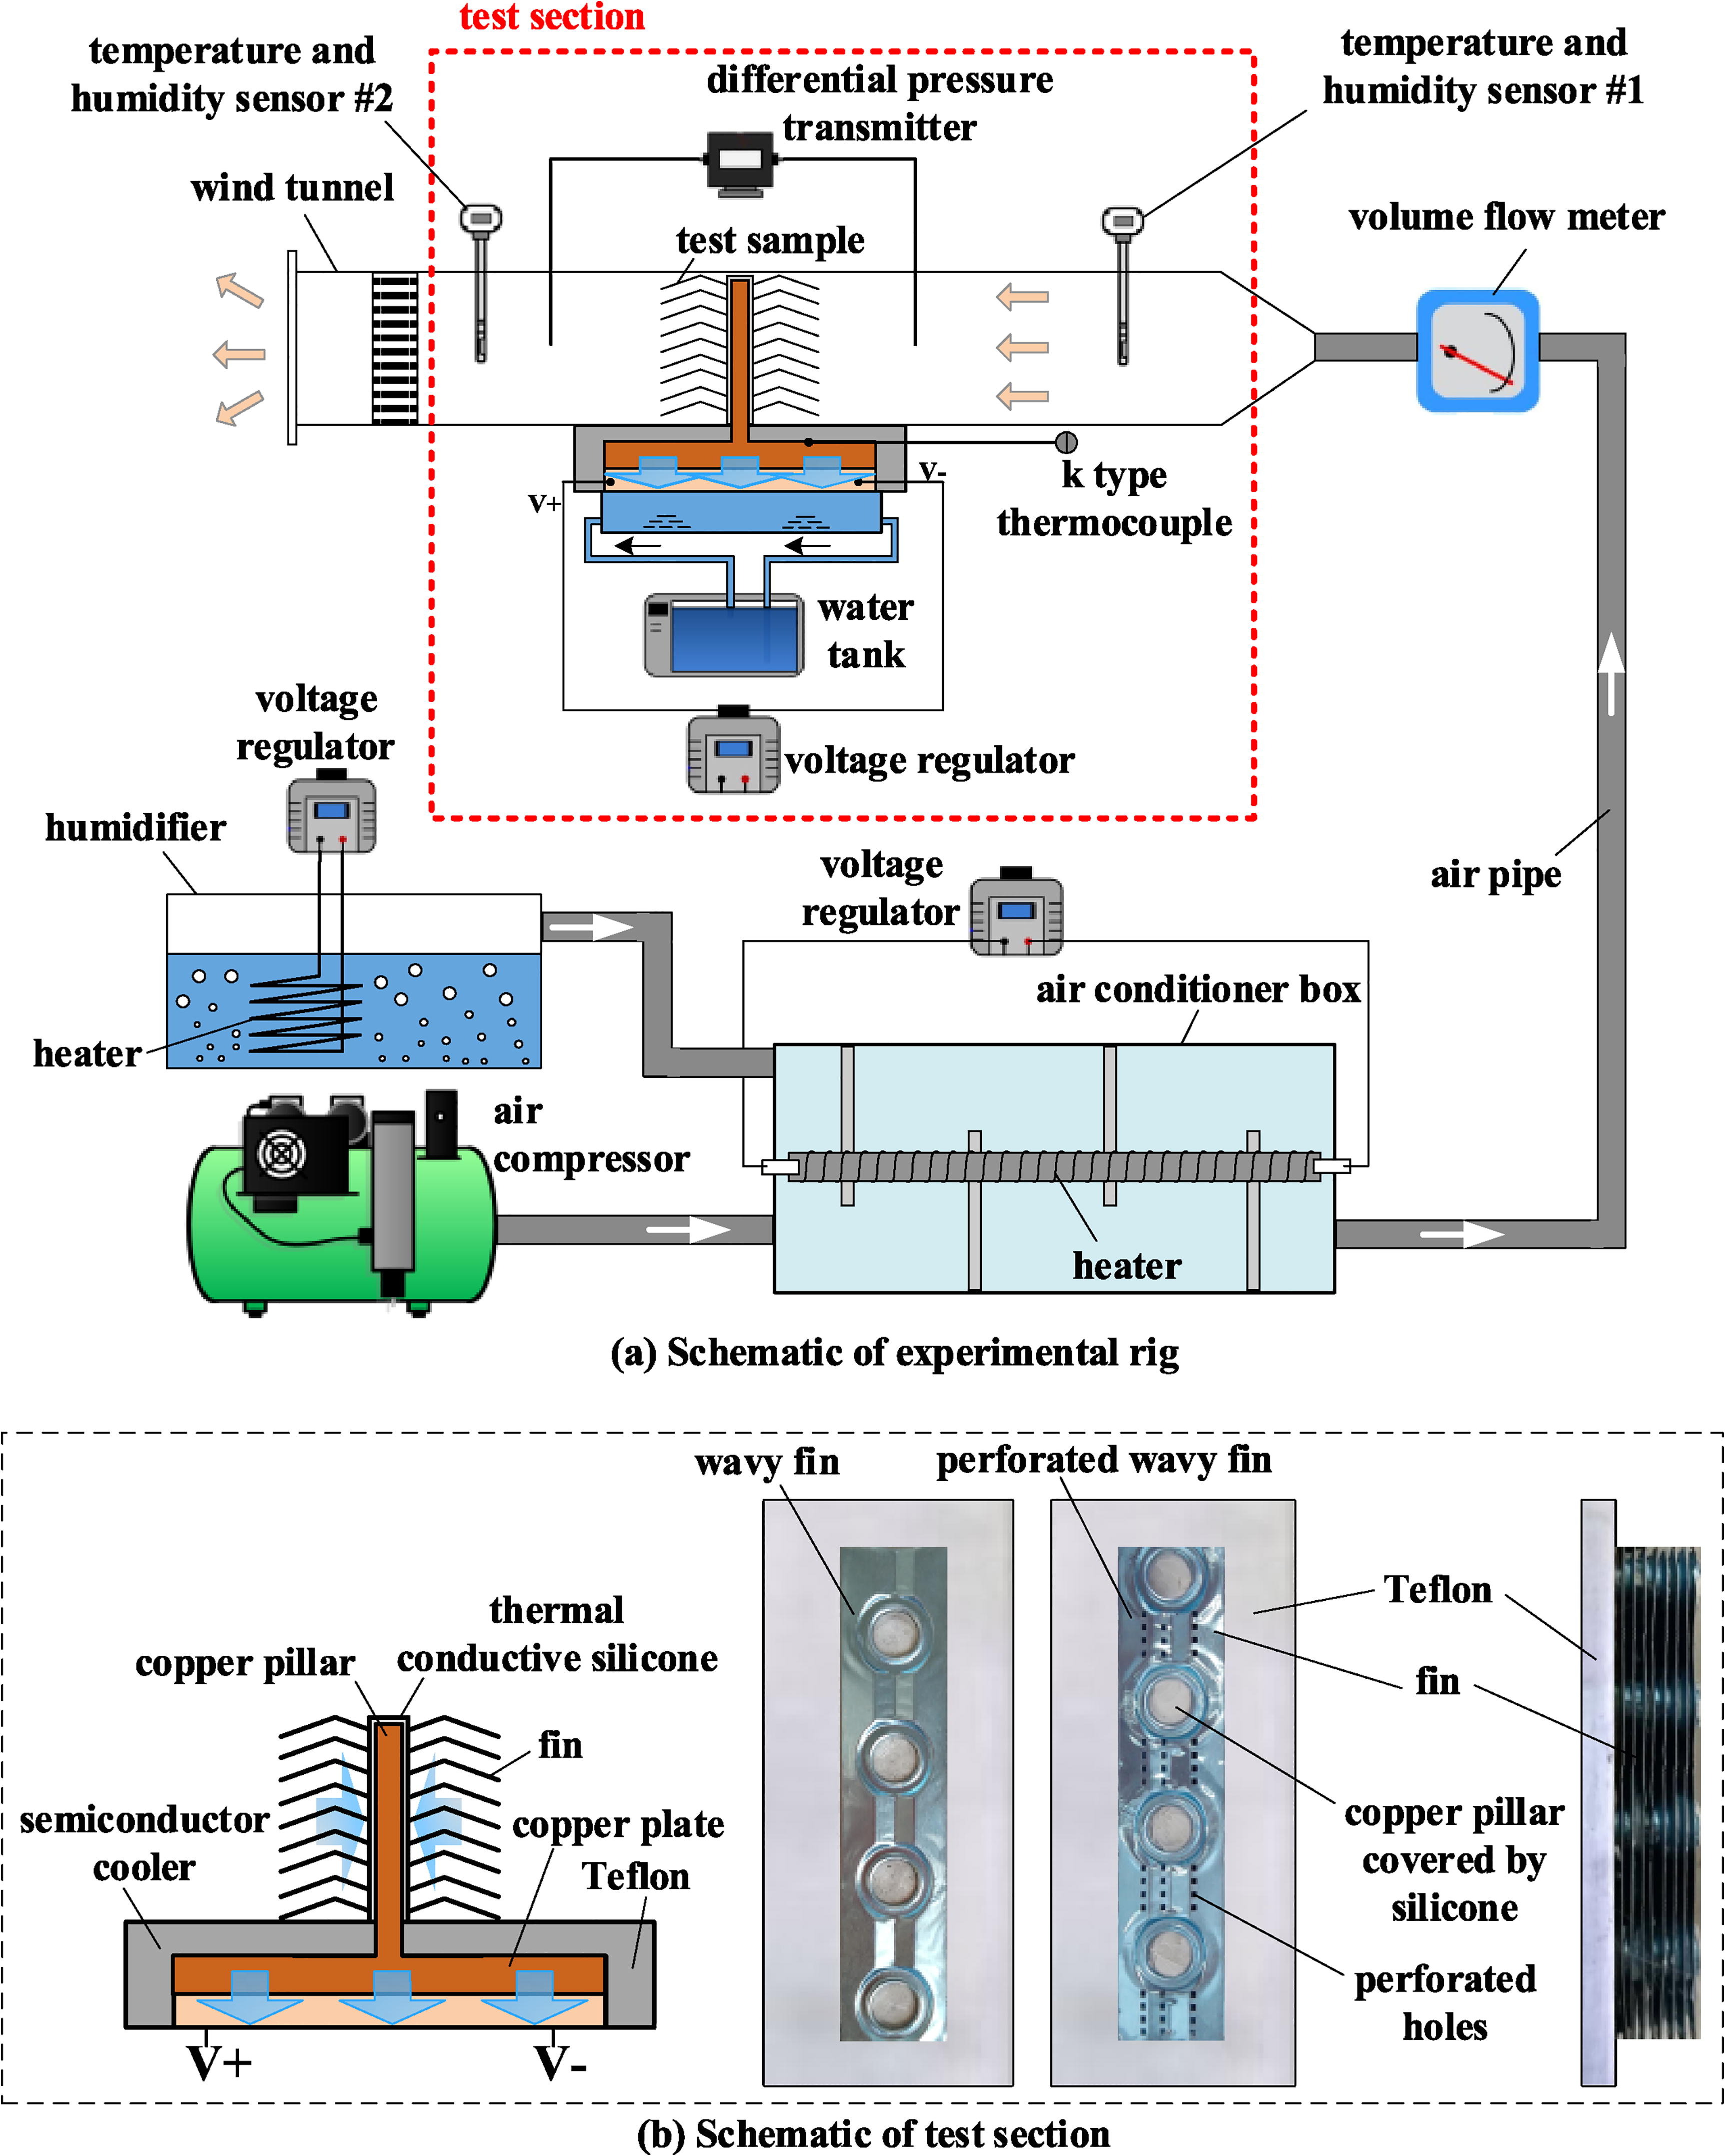 test section
temperature and
humidity sensor #2
temperature and
humidity sensor #1
differential pressure
transmitter
wind tunnel
test sample
volume flow meter
V-
V+
k type
thermocouple
water
tank
voltage
regulator
voltage regulator
humidifier
voltage
regulator
air pipe
air conditioner box
heater
air
compressor
heater
(a) Schematic of experimental rig
wavy fin
perforated wavy fin
Teflon
thermal
conductive silicone
copper pillar
fin
fin
semiconductor
cooler
copper plate
Teflon
copper pillar
covered by
silicone
perforated
holes
V+
V-
(b) Schematic of test section